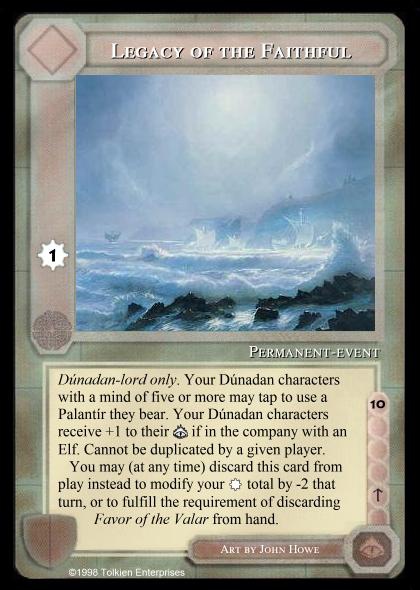 LEGACY OF THE FAITHFUL
1
PERMANENT-EVENT
Dúnadan-lord only. Your Dúnadan characters
with a mind of five or more may tap to use a
Palantír they bear. Your Dúnadan characters
receive +1 to their if in the company with an
Elf. Cannot be duplicated by a given player.
You may (at any time) discard this card from
play instead to modify your total by -2 that
turn, or to fulfill the requirement of discarding
Favor of the Valar from hand.
10
ART BY JOHN HOWE
©1998 Tolkien Enterprises